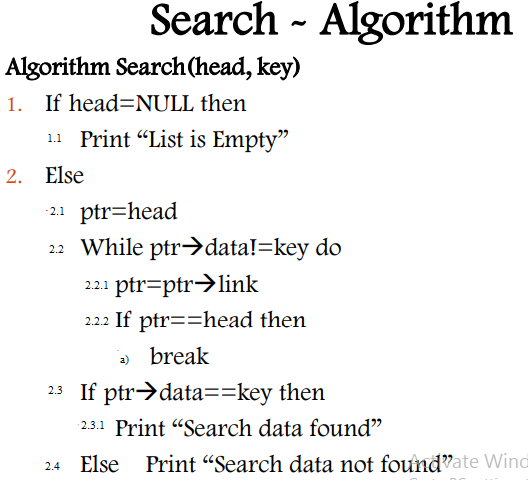 Search ~ Algorithm
Algorithm Search(head, key)
1. If head=NULL then
1.1 Print “List is Empty”
2. Else
2.1 ptr=head
2.2 While ptr→data!=key do
2.2.1 ptr=ptr→link
2.2.2 If ptr==head then
a) break
2.3 If ptr→data==key then
2.3.1 Print “Search data found”
2.4 Else Print “Search data not found”
Activate Wind